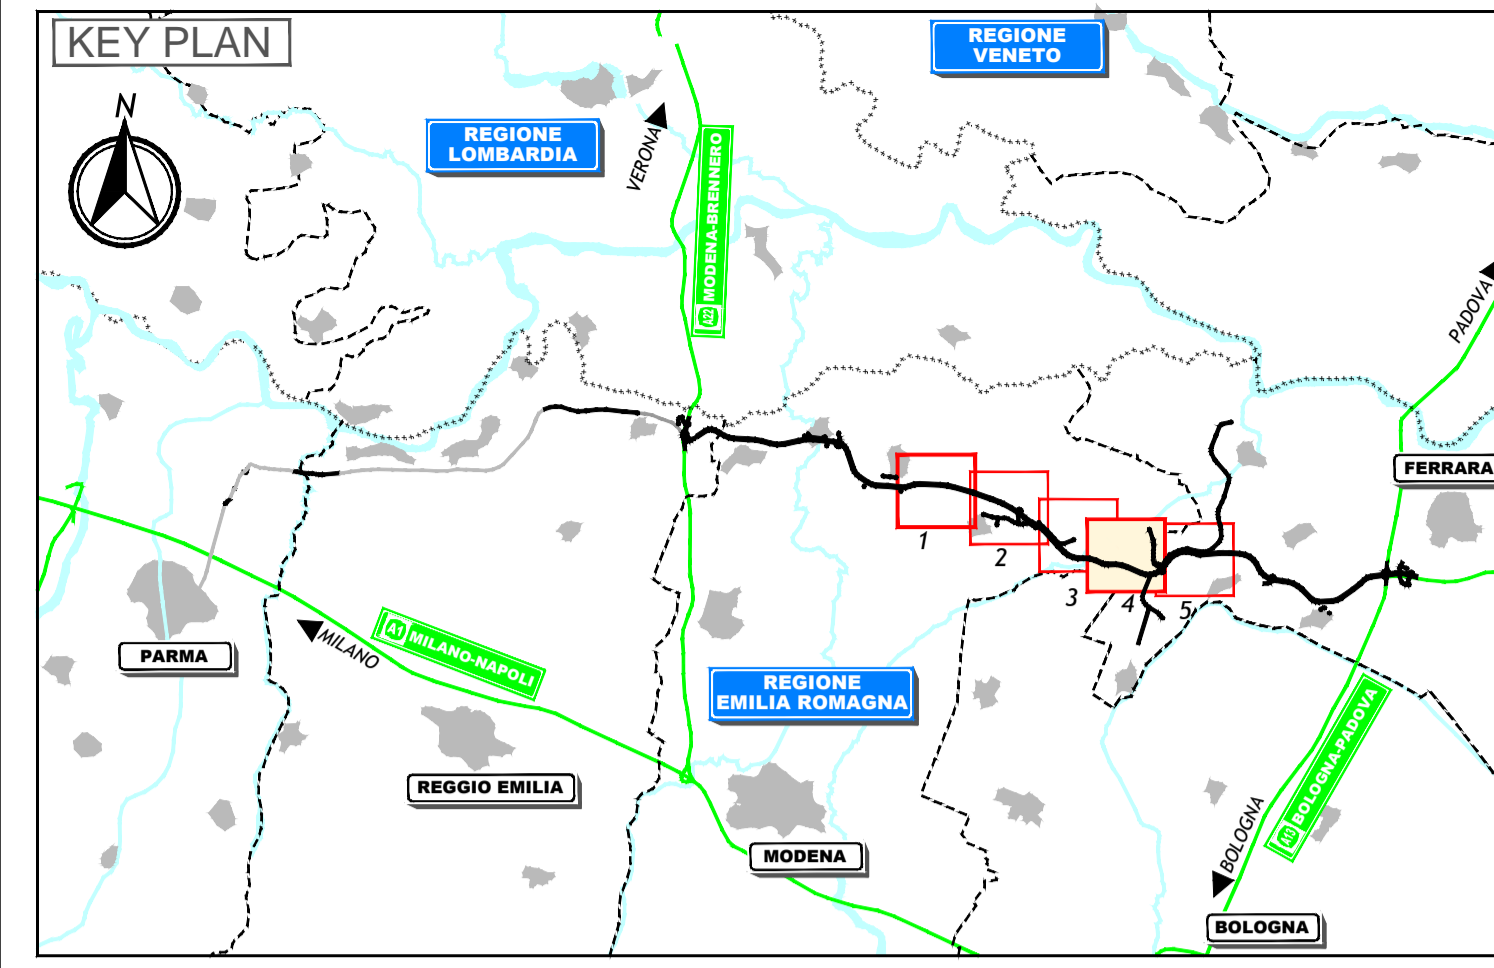 KEY PLAN
N
REGIONE
VENETO
REGIONE
LOMBARDIA
VERONA
A22 MODENA-BRENNERO
PADOVA
FERRARA
1
2
3
4
5
PARMA
MILANO
A1 MILANO-NAPOLI
REGIONE
EMILIA ROMAGNA
REGGIO EMILIA
MODENA
A13 BOLOGNA-PADOVA
BOLOGNA
BOLOGNA